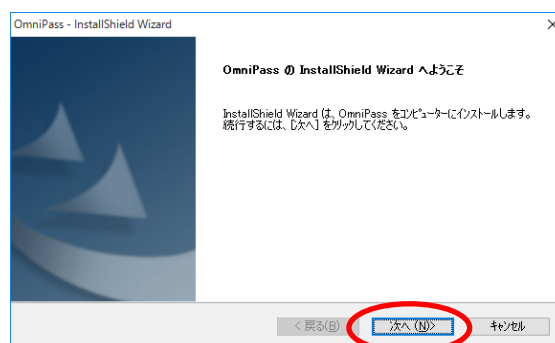 OmniPass - InstallShield Wizard
OmniPass の InstallShield Wizard へようこそ
InstallShield Wizard は、OmniPass をコンピューターにインストールします。
続行するには、[次へ] をクリックしてください。
< 戻る(B) 次へ (N)> キャンセル